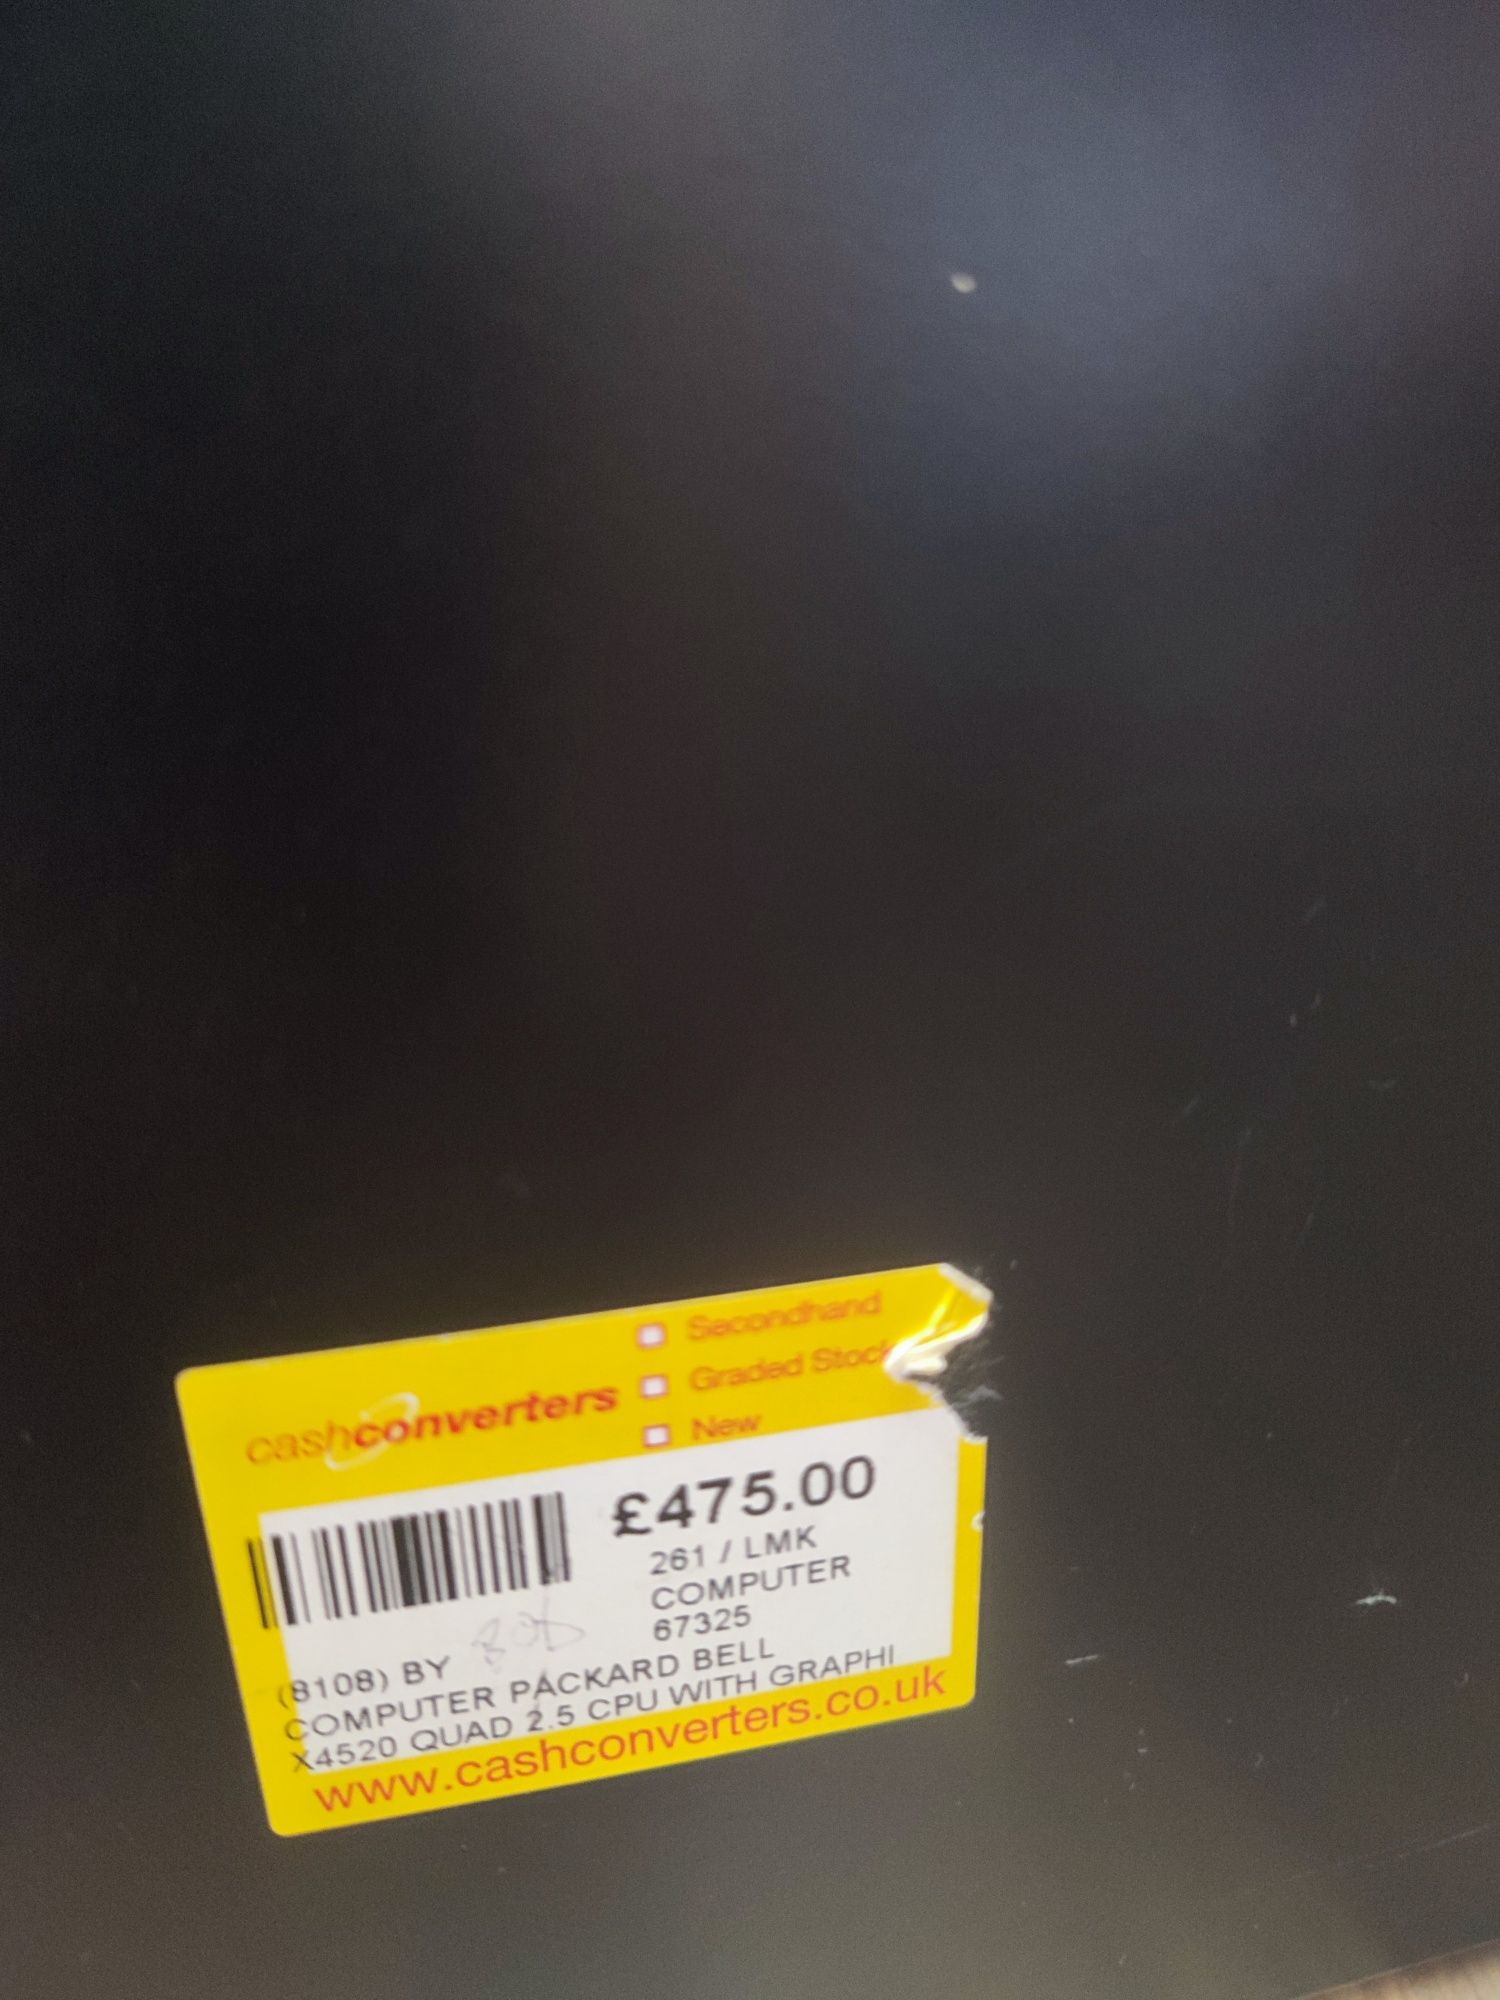 cashconverters
Secondhand
Graded Stock
New
£475.00
261 / LMK
COMPUTER
67325
(8108) BY
COMPUTER PACKARD BELL
X4520 QUAD 2.5 CPU WITH GRAPHI
www.cashconverters.co.uk